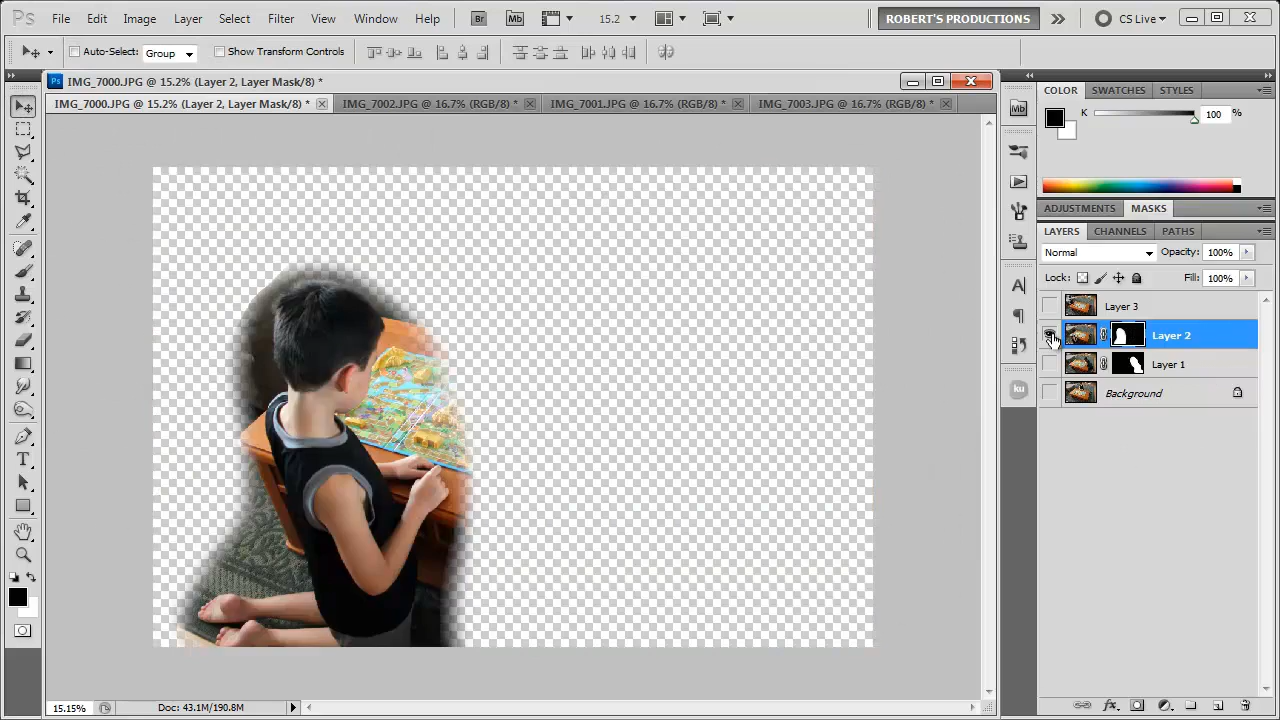 Ps File Edit Image Layer Select Filter View Window Help Br Mb 15.2 ROBERT'S PRODUCTIONS CS Live
Auto-Select: Group Show Transform Controls
Ps IMG_7000.JPG @ 15.2% (Layer 2, Layer Mask/8) *
IMG_7000.JPG @ 15.2% (Layer 2, Layer Mask/8) * IMG_7002.JPG @ 16.7% (RGB/8) * IMG_7001.JPG @ 16.7% (RGB/8) * IMG_7003.JPG @ 16.7% (RGB/8) *
Mb
COLOR SWATCHES STYLES
K 100 %
ADJUSTMENTS MASKS
LAYERS CHANNELS PATHS
Normal Opacity: 100%
Lock: Fill: 100%
Layer 3
Layer 2
Layer 1
Background
ku
15.15% Doc: 43.1M/190.8M